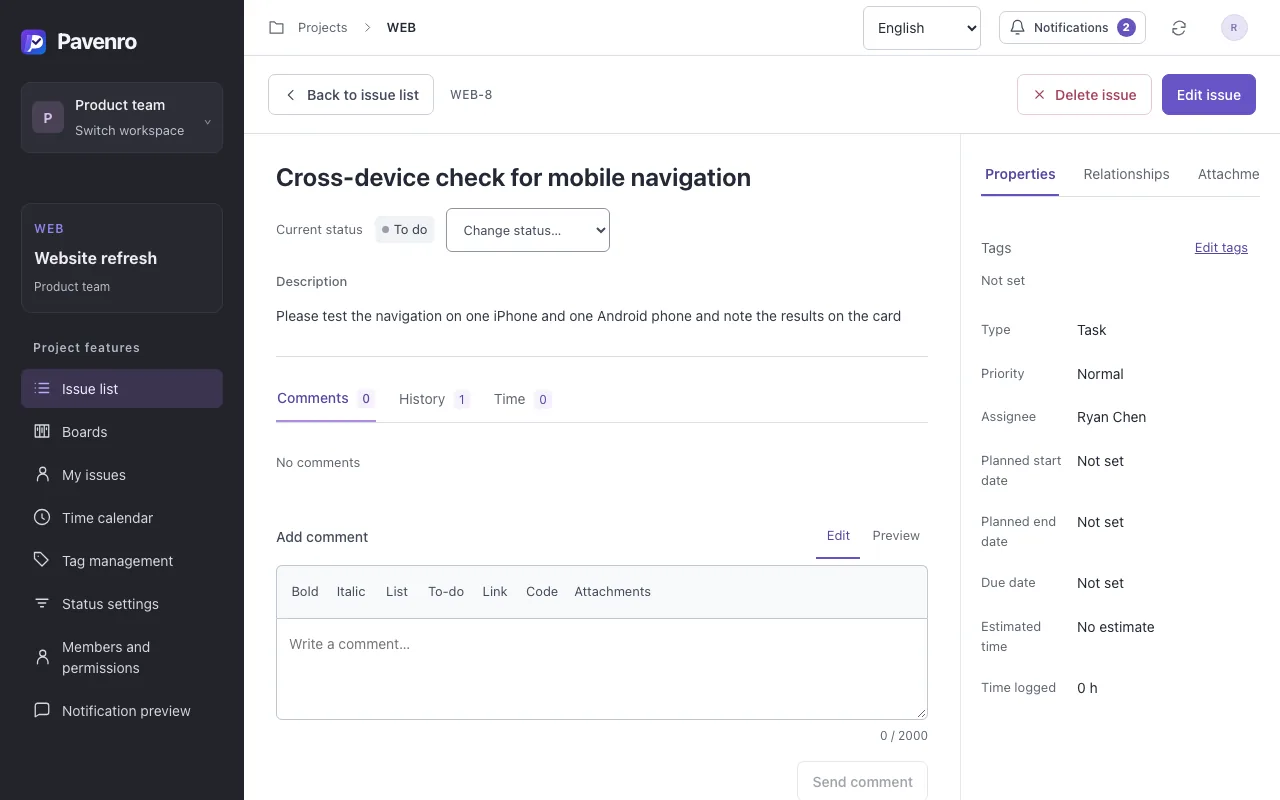 Pavenro
P
Product team
Switch workspace
WEB
Website refresh
Product team
Project features
Issue list
Boards
My issues
Time calendar
Tag management
Status settings
Members and
permissions
Notification preview
Projects
WEB
English
Notifications 2
R
Back to issue list
WEB-8
Delete issue
Edit issue
Cross-device check for mobile navigation
Current status To do Change status...
Description
Please test the navigation on one iPhone and one Android phone and note the results on the card
Comments 0 History 1 Time 0
No comments
Add comment
Edit Preview
Bold Italic List To-do Link Code Attachments
Write a comment...
0 / 2000
Send comment
Properties Relationships Attachme
Tags Edit tags
Not set
Type Task
Priority Normal
Assignee Ryan Chen
Planned start
date Not set
Planned end
date Not set
Due date Not set
Estimated
time No estimate
Time logged 0 h